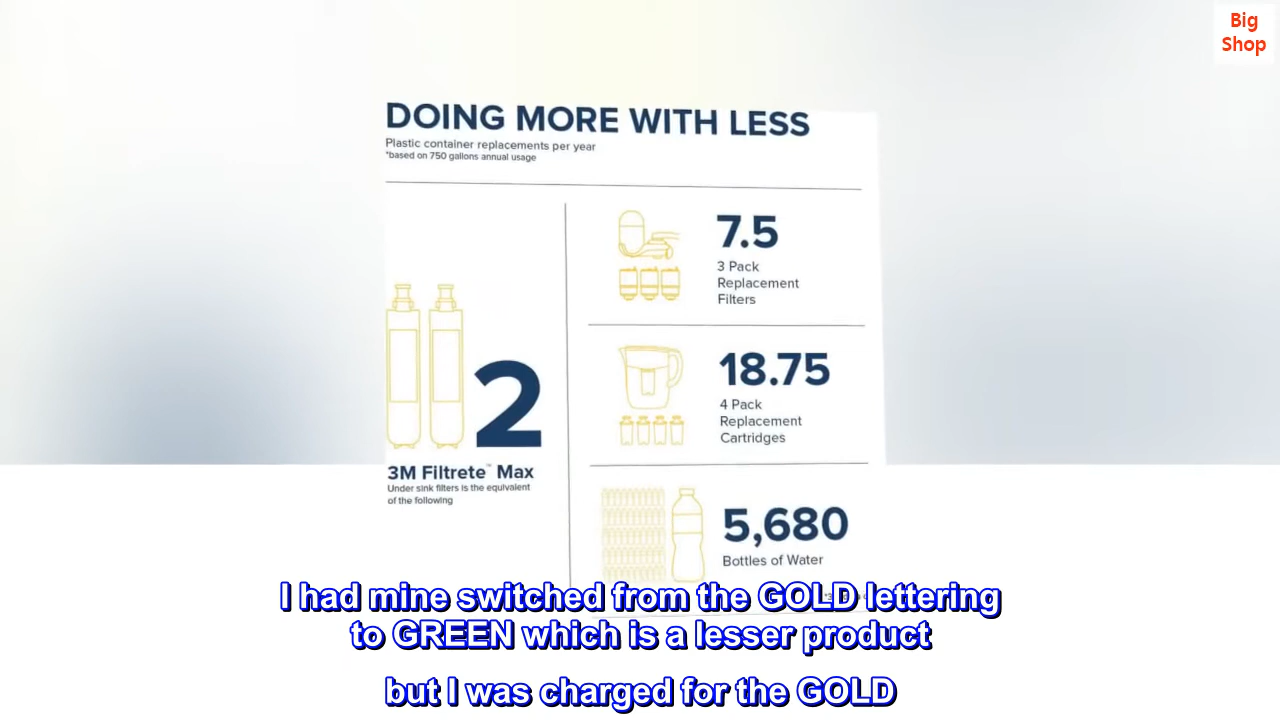 Big
Shop
DOING MORE WITH LESS
Plastic container replacements per year
*based on 750 gallons annual usage
2
3M Filtrete™ Max
Under sink filters is the equivalent
of the following
7.5
3 Pack
Replacement
Filters
18.75
4 Pack
Replacement
Cartridges
5,680
Bottles of Water
I had mine switched from the GOLD lettering
to GREEN which is a lesser product
but I was charged for the GOLD